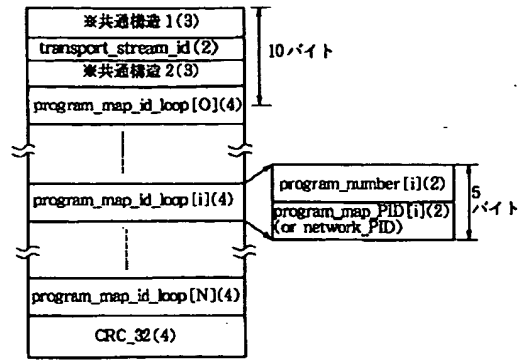 ※共通構造1(3)
transport_stream_id(2)
※共通構造2(3)
program_map_id_loop[O](4)
10バイト
program_map_id_loop[i](4)
program_number[i](2)
program_map_PID[i](2)
(or network_PID)
5
バイト
program_map_id_loop[N](4)
CRC_32(4)